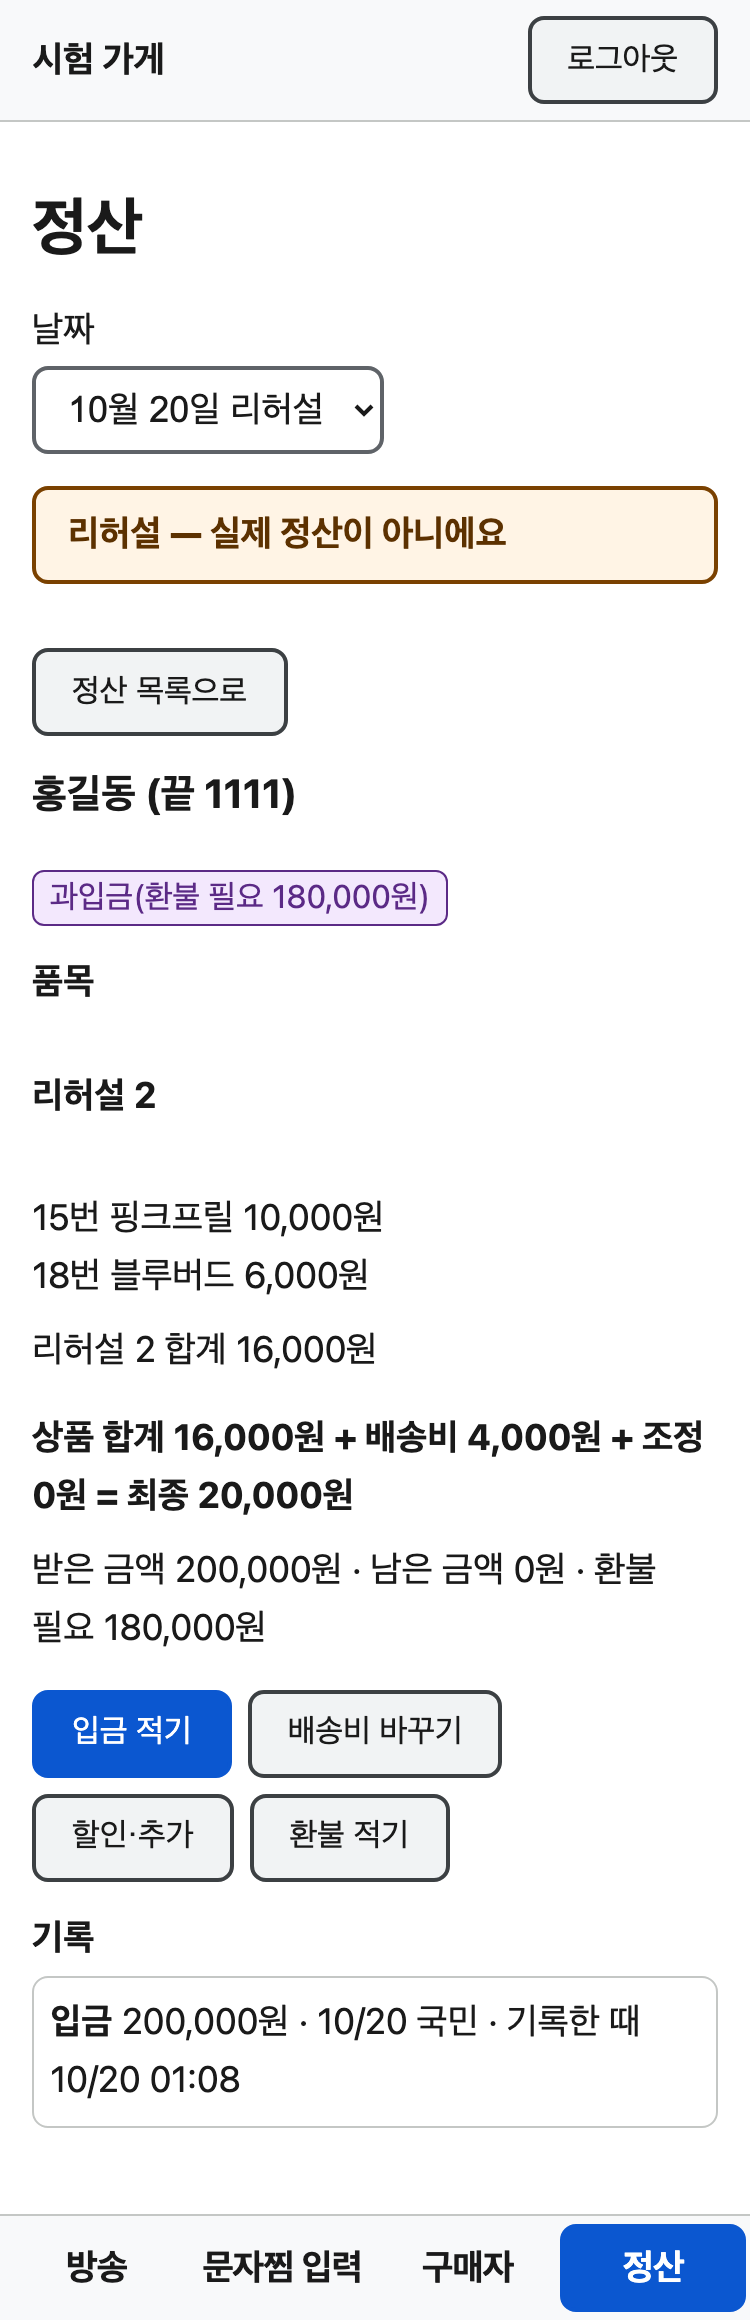 시험 가게
로그아웃
정산
날짜
10월 20일 리허설
리허설 — 실제 정산이 아니에요
정산 목록으로
홍길동 (끝 1111)
과입금(환불 필요 180,000원)
품목
리허설 2
15번 핑크프릴 10,000원
18번 블루버드 6,000원
리허설 2 합계 16,000원
상품 합계 16,000원 + 배송비 4,000원 + 조정
0원 = 최종 20,000원
받은 금액 200,000원 · 남은 금액 0원 · 환불
필요 180,000원
입금 적기
배송비 바꾸기
할인·추가
환불 적기
기록
입금 200,000원 · 10/20 국민 · 기록한 때
10/20 01:08
방송
문자찜 입력
구매자
정산